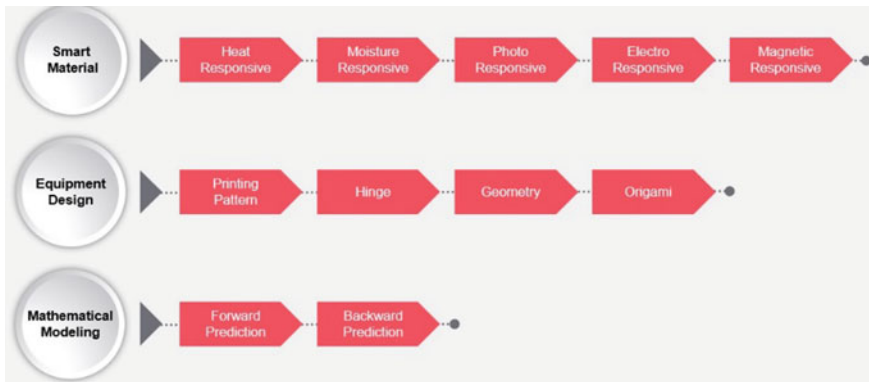 Smart
Material
Heat
Responsive
Moisture
Responsive
Photo
Responsive
Electro
Responsive
Magnetic
Responsive
Equipment
Design
Printing
Pattern
Hinge
Geometry
Origami
Mathematical
Modeling
Forward
Prediction
Backward
Prediction